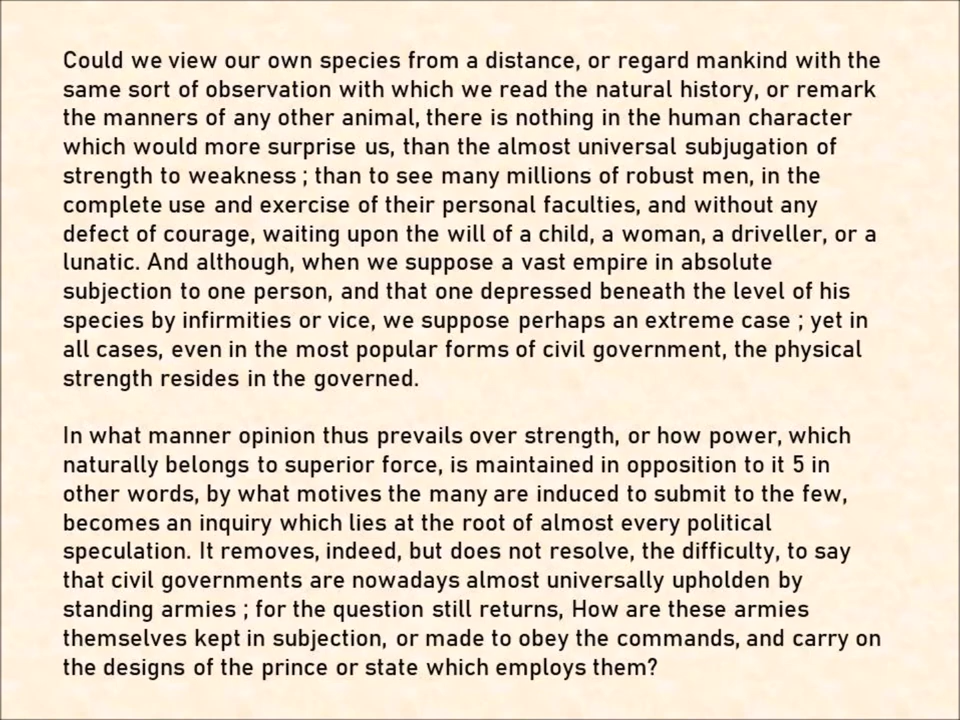 Could we view our own species from a distance, or regard mankind with the
same sort of observation with which we read the natural history, or remark
the manners of any other animal, there is nothing in the human character
which would more surprise us, than the almost universal subjugation of
strength to weakness ; than to see many millions of robust men, in the
complete use and exercise of their personal faculties, and without any
defect of courage, waiting upon the will of a child, a woman, a driveller, or a
lunatic. And although, when we suppose a vast empire in absolute
subjection to one person, and that one depressed beneath the level of his
species by infirmities or vice, we suppose perhaps an extreme case ; yet in
all cases, even in the most popular forms of civil government, the physical
strength resides in the governed.

In what manner opinion thus prevails over strength, or how power, which
naturally belongs to superior force, is maintained in opposition to it 5 in
other words, by what motives the many are induced to submit to the few,
becomes an inquiry which lies at the root of almost every political
speculation. It removes, indeed, but does not resolve, the difficulty, to say
that civil governments are nowadays almost universally upholden by
standing armies ; for the question still returns, How are these armies
themselves kept in subjection, or made to obey the commands, and carry on
the designs of the prince or state which employs them?